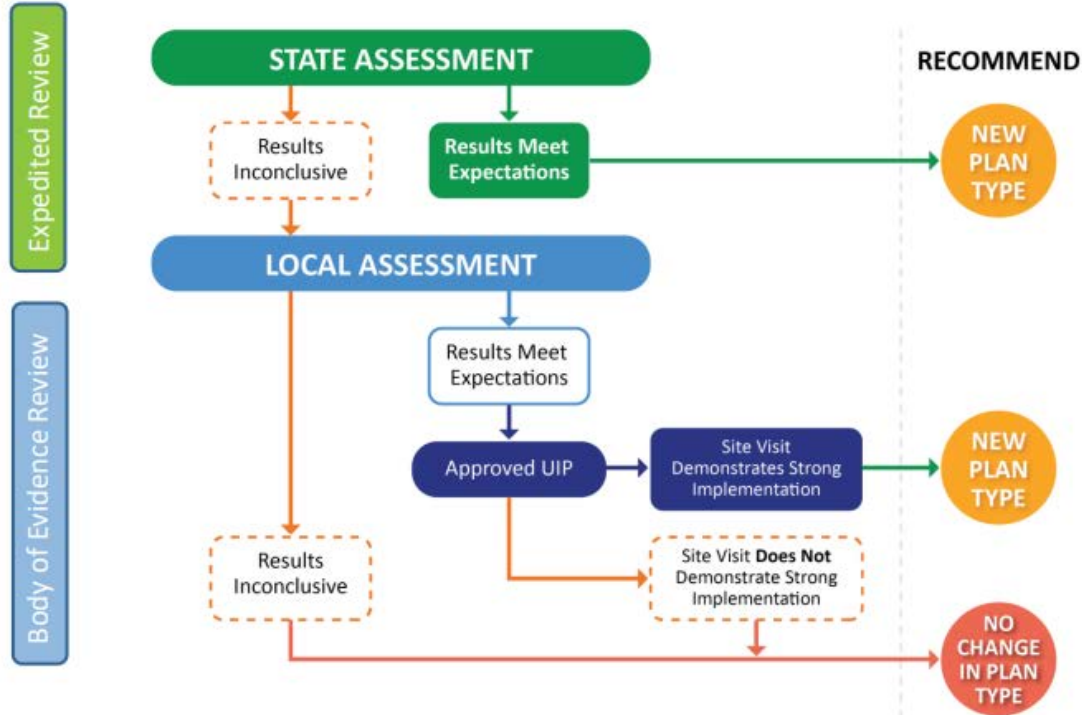 Expedited Review
STATE ASSESSMENT
RECOMMEND
Results
Inconclusive
Results Meet
Expectations
NEW
PLAN
TYPE
LOCAL ASSESSMENT
Body of Evidence Review
Results Meet
Expectations
Approved UIP
Site Visit
Demonstrates Strong
Implementation
NEW
PLAN
TYPE
Results
Inconclusive
Site Visit Does Not
Demonstrate Strong
Implementation
NO
CHANGE
IN PLAN
TYPE